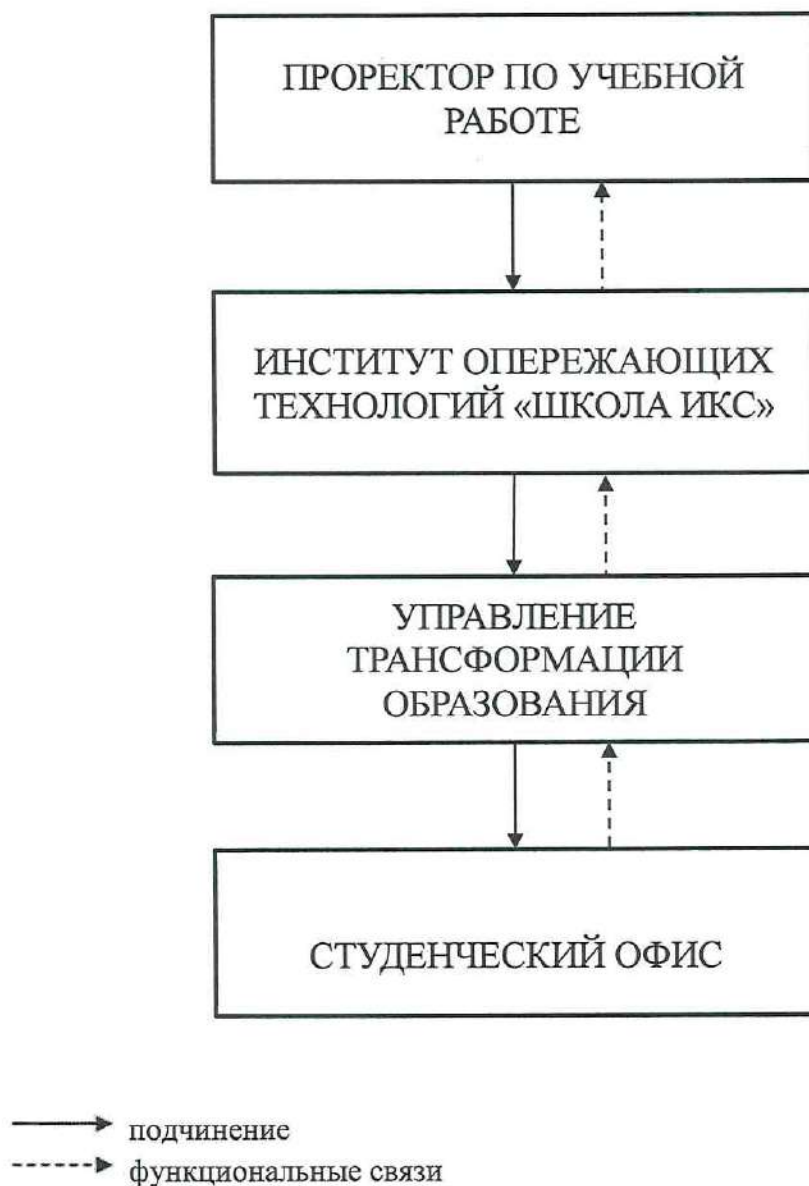 ПРОРЕКТОР ПО УЧЕБНОЙ
РАБОТЕ
ИНСТИТУТ ОПЕРЕЖАЮЩИХ
ТЕХНОЛОГИЙ «ШКОЛА ИКС»
УПРАВЛЕНИЕ
ТРАНСФОРМАЦИИ
ОБРАЗОВАНИЯ
СТУДЕНЧЕСКИЙ ОФИС
подчинение
функциональные связи